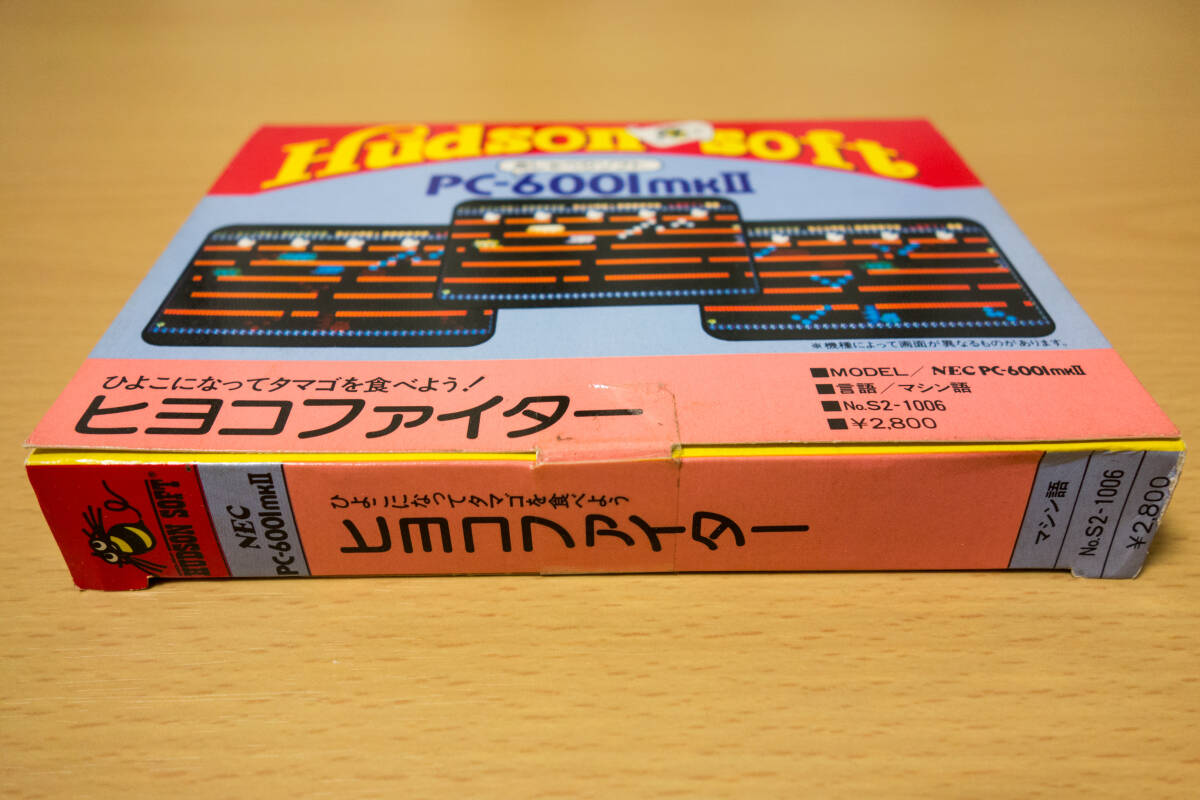 Hudson soft
PC-6001mkII
※機種によって画面が異なるものがあります。
ひよこになってタマゴを食べよう!
ヒヨコファイター
■MODEL/NEC PC-6001mkII
■言語/マシン語
■No.S2-1006
■¥2,800
HUDSON SOFT
NEC
PC-6001mkII
ひよこになってタマゴを食べよう
ヒヨコファイター
マシン語
No.S2-1006
¥2,800